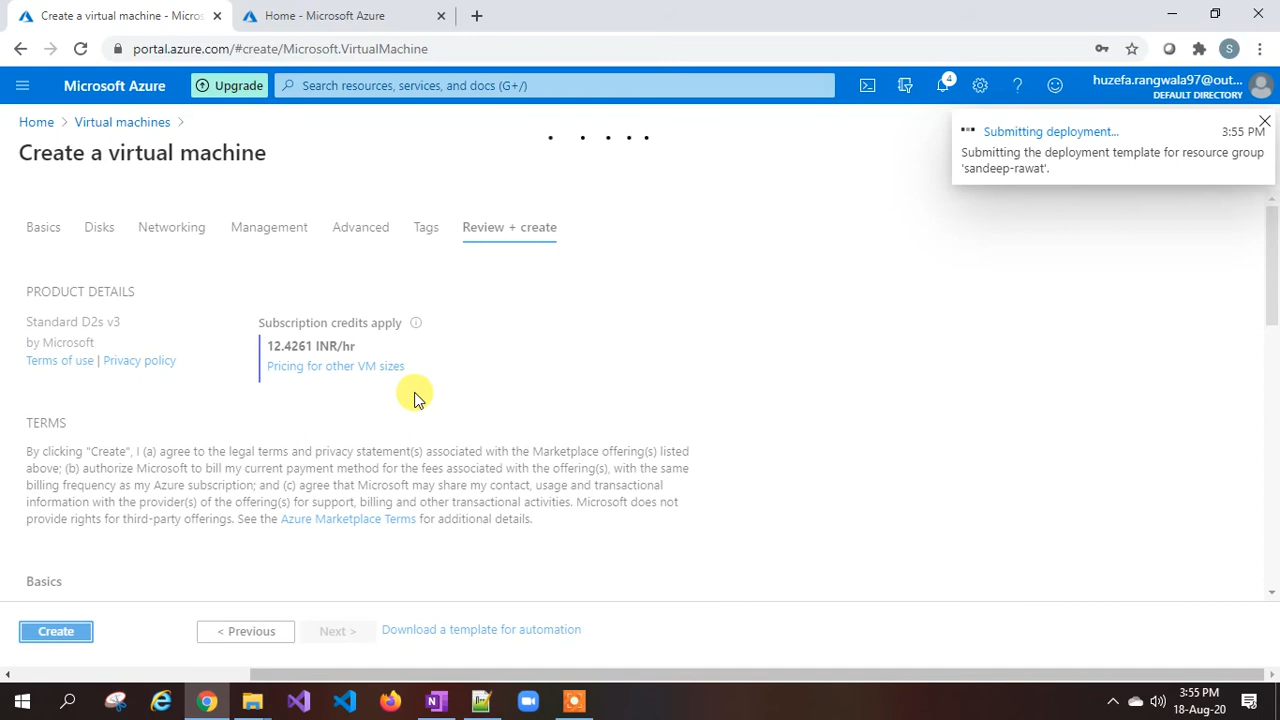 Create a virtual machine - Micros
Home - Microsoft Azure
portal.azure.com/#create/Microsoft.VirtualMachine
S
Microsoft Azure
Upgrade
Search resources, services, and docs (G+/)
4
huzefa.rangwala97@out...
DEFAULT DIRECTORY
Home > Virtual machines >
Create a virtual machine
Submitting deployment...
3:55 PM
Submitting the deployment template for resource group
'sandeep-rawat'.
Basics Disks Networking Management Advanced Tags Review + create
PRODUCT DETAILS
Standard D2s v3
by Microsoft
Terms of use | Privacy policy
Subscription credits apply
12.4261 INR/hr
Pricing for other VM sizes
TERMS
By clicking "Create", I (a) agree to the legal terms and privacy statement(s) associated with the Marketplace offering(s) listed
above; (b) authorize Microsoft to bill my current payment method for the fees associated with the offering(s), with the same
billing frequency as my Azure subscription; and (c) agree that Microsoft may share my contact, usage and transactional
information with the provider(s) of the offering(s) for support, billing and other transactional activities. Microsoft does not
provide rights for third-party offerings. See the Azure Marketplace Terms for additional details.
Basics
Create
< Previous
Next >
Download a template for automation
3:55 PM
18-Aug-20